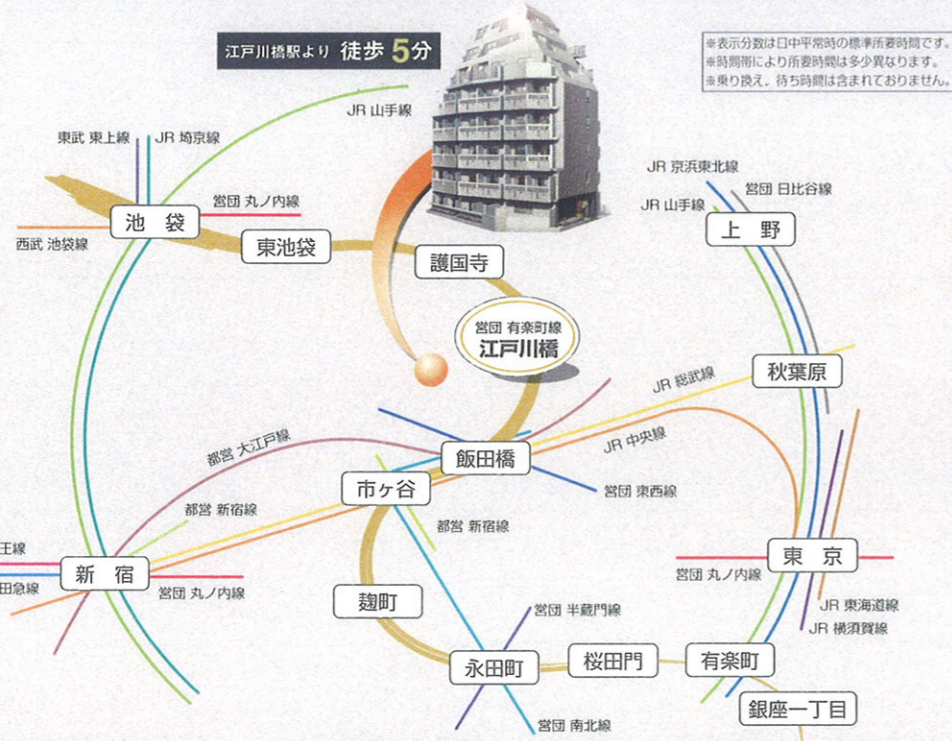 江戸川橋駅より 徒歩 5分
※表示分数は日中平常時の標準所要時間です。
※時間帯により所要時間は多少異なります。
※乗り換え、待ち時間は含まれておりません。
JR 山手線
東武 東上線
JR 埼京線
営団 丸ノ内線
池 袋
西武 池袋線
東池袋
護国寺
JR 京浜東北線
営団 日比谷線
JR 山手線
上 野
営団 有楽町線
江戸川橋
秋葉原
JR 総武線
JR 中央線
都営 大江戸線
飯田橋
市ヶ谷
営団 東西線
都営 新宿線
都営 新宿線
王線
田急線
新 宿
営団 丸ノ内線
営団 丸ノ内線
東 京
麹町
営団 半蔵門線
JR 東海道線
JR 横須賀線
永田町
桜田門
有楽町
銀座一丁目
営団 南北線